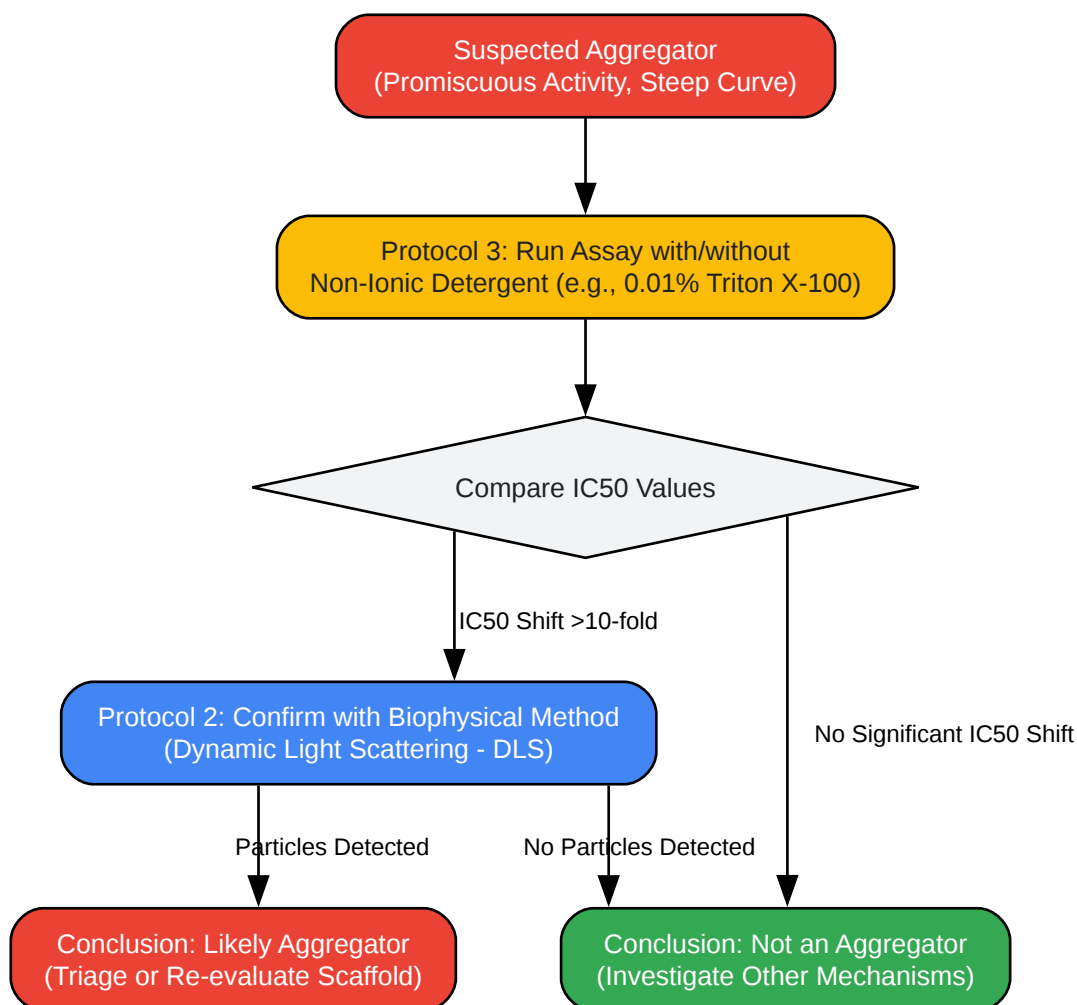 Suspected Aggregator
(Promiscuous Activity, Steep Curve)
Protocol 3: Run Assay with/without
Non-Ionic Detergent (e.g., 0.01% Triton X-100)
Compare IC50 Values
IC50 Shift >10-fold
Protocol 2: Confirm with Biophysical Method
(Dynamic Light Scattering - DLS)
No Significant IC50 Shift
Particles Detected
No Particles Detected
Conclusion: Likely Aggregator
(Triage or Re-evaluate Scaffold)
Conclusion: Not an Aggregator
(Investigate Other Mechanisms)